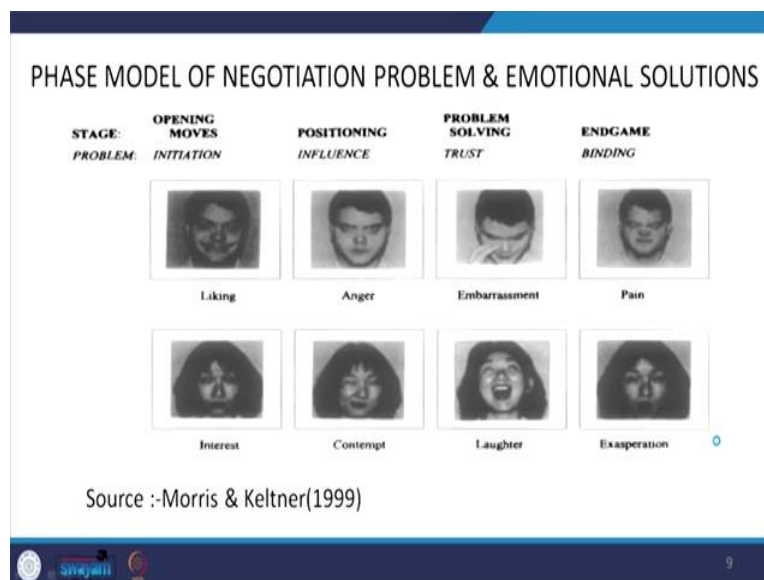 PHASE MODEL OF NEGOTIATION PROBLEM & EMOTIONAL SOLUTIONS
STAGE: OPENING MOVES POSITIONING PROBLEM SOLVING ENDGAME
PROBLEM: INITIATION INFLUENCE TRUST BINDING
Liking Anger Embarrassment Pain
Interest Contempt Laughter Exasperation
Source :-Morris & Keltner(1999)
swayam 9